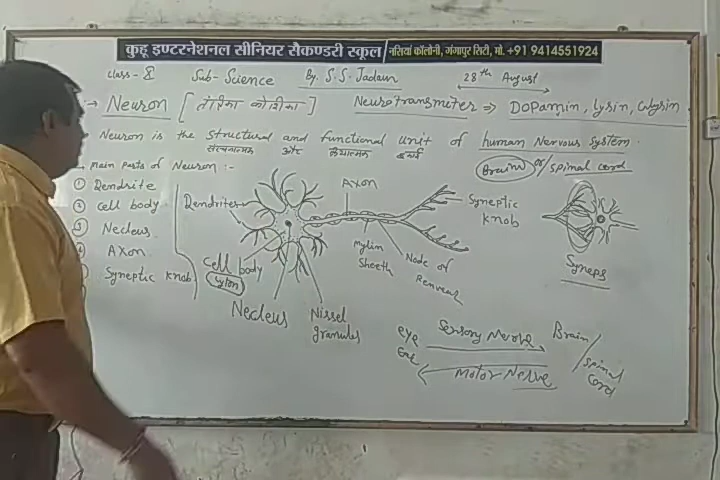 कुहू इण्टरनेशनल सीनियर सैकण्डरी स्कूल नसियां कॉलोनी, गंगापुर सिटी, मो. +91 9414551924
class - 8 Sub - Science By. S. S. Jadaun 28th August
→ Neuron [तंत्रिका कोशिका] Neurotransmeter ⇒ Dopamin, Lysin,
Neuron is the structural and functional unit of human Nervous system.
संरचनात्मक और क्रियात्मक इकाई
Brain or/spinal cord
main parts of Neuron :-
① Dendrite
② Cell body
③ Necleus
④ Axon
Syneptic knob
Dendrites
Axon
Syneptic knob
Cell body
Cyton
Mylin Sheeth
Node of Renvear
Necleus
Nissel granules
Syneps
eye
Ear
Sensory Nerve
Motor Nerve
Brain/
Spinal Cord